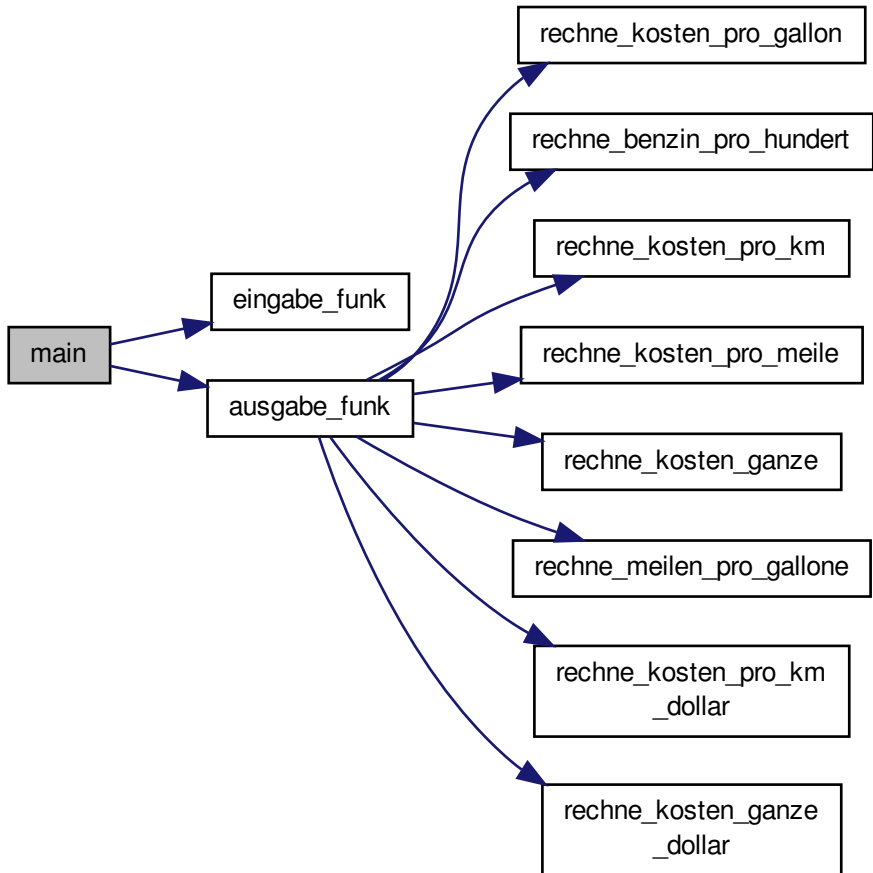 rechne_kosten_pro_gallon
rechne_benzin_pro_hundert
rechne_kosten_pro_km
eingabe_funk
main
rechne_kosten_pro_meile
ausgabe_funk
rechne_kosten_ganze
rechne_meilen_pro_gallone
rechne_kosten_pro_km
_dollar
rechne_kosten_ganze
_dollar